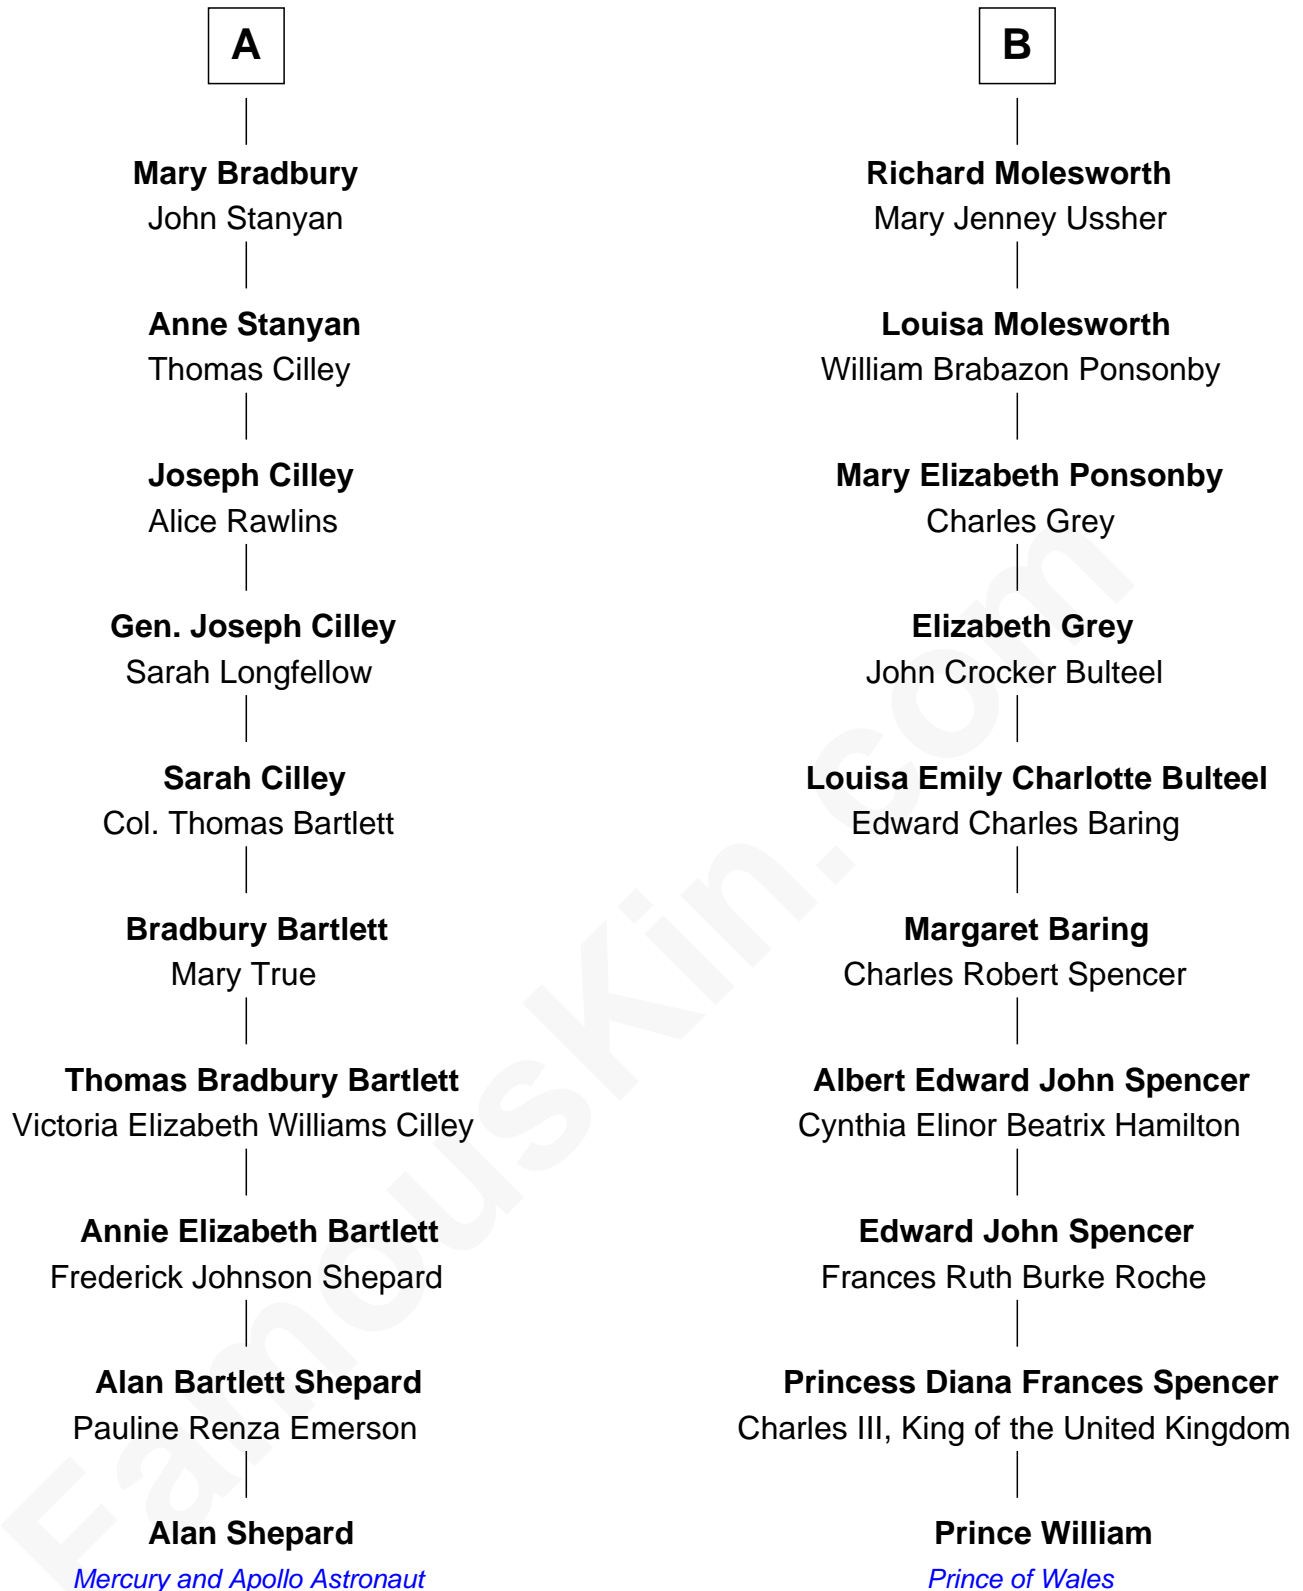 A
Mary Bradbury
John Stanyan
Anne Stanyan
Thomas Cilley
Joseph Cilley
Alice Rawlins
Gen. Joseph Cilley
Sarah Longfellow
Sarah Cilley
Col. Thomas Bartlett
Bradbury Bartlett
Mary True
Thomas Bradbury Bartlett
Victoria Elizabeth Williams Cilley
Annie Elizabeth Bartlett
Frederick Johnson Shepard
Alan Bartlett Shepard
Pauline Renza Emerson
Alan Shepard
Mercury and Apollo Astronaut
B
Richard Molesworth
Mary Jenney Ussher
Louisa Molesworth
William Brabazon Ponsonby
Mary Elizabeth Ponsonby
Charles Grey
Elizabeth Grey
John Crocker Bulteel
Louisa Emily Charlotte Bulteel
Edward Charles Baring
Margaret Baring
Charles Robert Spencer
Albert Edward John Spencer
Cynthia Elinor Beatrix Hamilton
Edward John Spencer
Frances Ruth Burke Roche
Princess Diana Frances Spencer
Charles III, King of the United Kingdom
Prince William
Prince of Wales
FamousKin.com